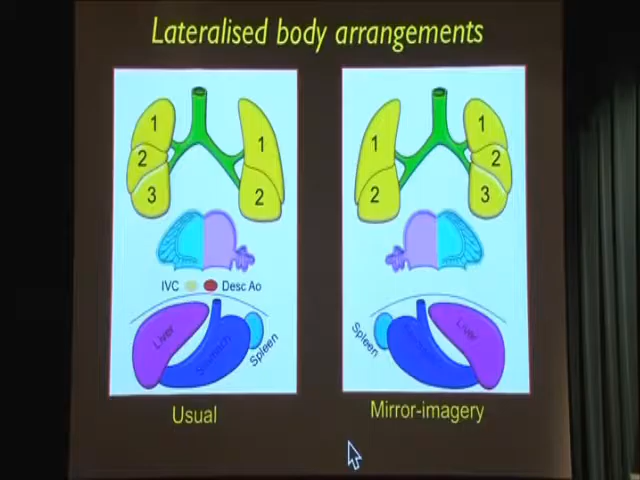 Lateralised body arrangements
1
2
3
1
2
IVC
Desc Ao
Liver
Stomach
Spleen
Usual
1
2
1
2
3
Spleen
Liver
Mirror-imagery